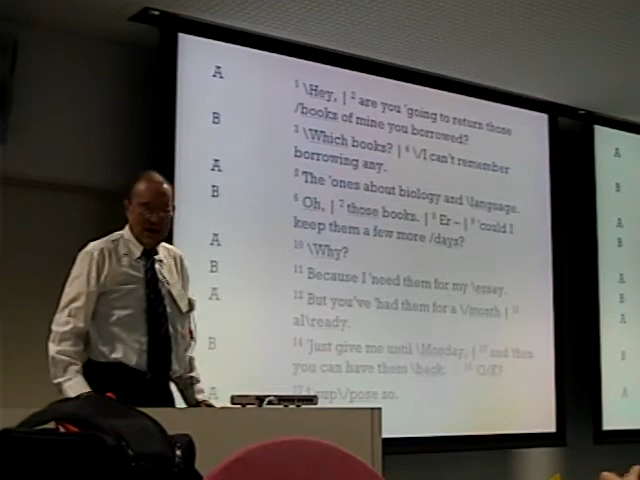 A ¹ \Hey, | ² are you 'going to return those
/books of mine you borrowed?
B ³ \Which books? | ⁴ \/I can't remember
borrowing any.
A ⁵ The 'ones about biology and \language.
B ⁶ Oh, | ⁷ those books. | ⁸ Er – | ⁹ 'could I
keep them a few more /days?
A ¹⁰ \Why?
B ¹¹ Because I 'need them for my \essay.
A ¹² But you've 'had them for a \/month | ¹³
al\ready.
B ¹⁴ 'Just give me until \Monday, | ¹⁵ and 'then
you can have them \back. ¹⁶ 'O/K?
A ¹⁷ I sup\pose so.
A
B
A
B
A
B
A
B
A